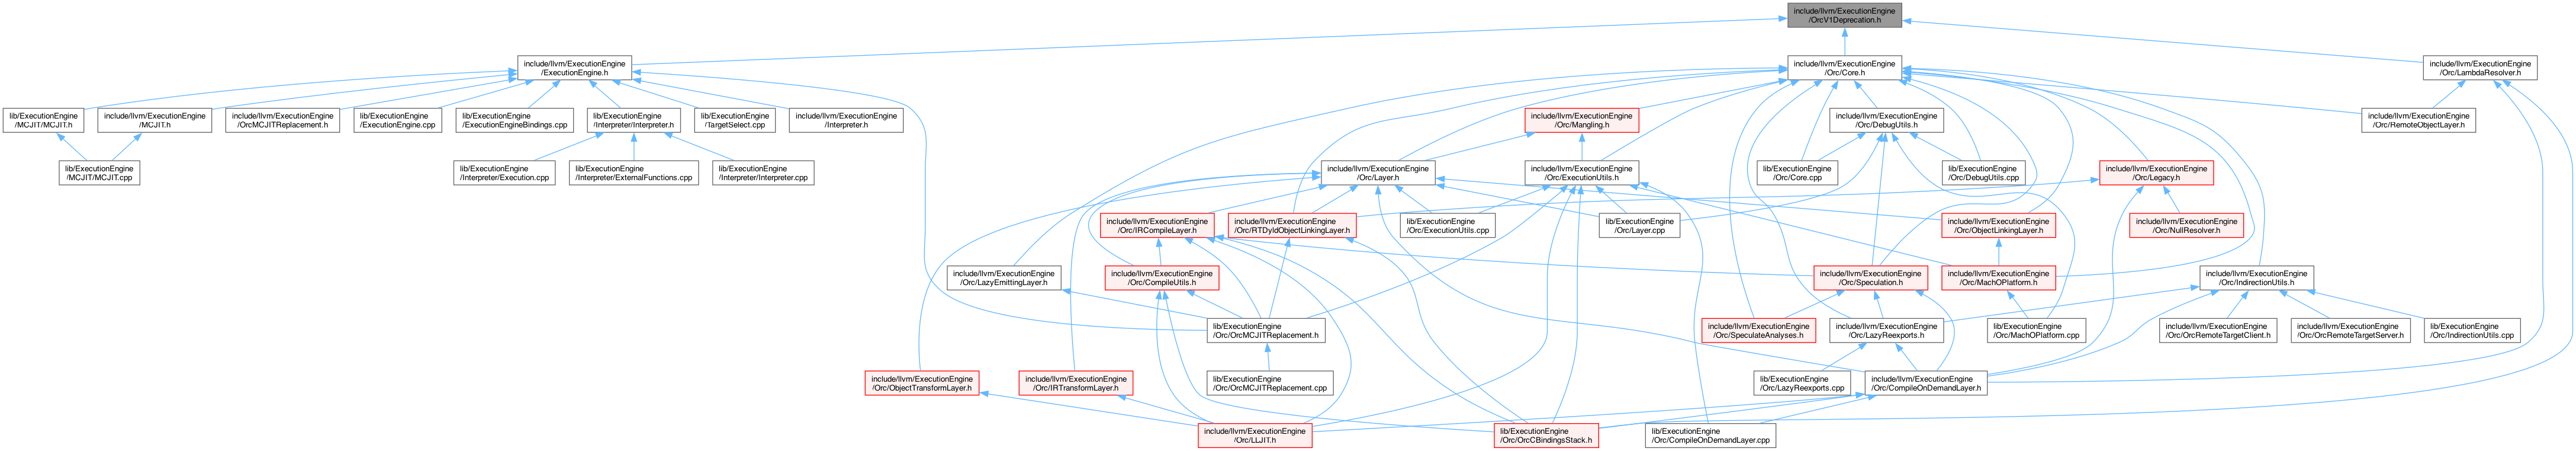 include/llvm/ExecutionEngine
/OrcV1Deprecation.h
include/llvm/ExecutionEngine
/ExecutionEngine.h
include/llvm/ExecutionEngine
/Orc/Core.h
include/llvm/ExecutionEngine
/Orc/LambdaResolver.h
lib/ExecutionEngine
/MCJIT/MCJIT.h
include/llvm/ExecutionEngine
/MCJIT.h
include/llvm/ExecutionEngine
/OrcMCJITReplacement.h
lib/ExecutionEngine
/ExecutionEngine.cpp
lib/ExecutionEngine
/ExecutionEngineBindings.cpp
lib/ExecutionEngine
/Interpreter/Interpreter.h
lib/ExecutionEngine
/TargetSelect.cpp
include/llvm/ExecutionEngine
/Interpreter.h
include/llvm/ExecutionEngine
/Orc/Mangling.h
include/llvm/ExecutionEngine
/Orc/DebugUtils.h
include/llvm/ExecutionEngine
/Orc/RemoteObjectLayer.h
lib/ExecutionEngine
/MCJIT/MCJIT.cpp
lib/ExecutionEngine
/Interpreter/Execution.cpp
lib/ExecutionEngine
/Interpreter/ExternalFunctions.cpp
lib/ExecutionEngine
/Interpreter/Interpreter.cpp
include/llvm/ExecutionEngine
/Orc/Layer.h
include/llvm/ExecutionEngine
/Orc/ExecutionUtils.h
lib/ExecutionEngine
/Orc/Core.cpp
lib/ExecutionEngine
/Orc/DebugUtils.cpp
include/llvm/ExecutionEngine
/Orc/Legacy.h
include/llvm/ExecutionEngine
/Orc/IRCompileLayer.h
include/llvm/ExecutionEngine
/Orc/RTDyldObjectLinkingLayer.h
lib/ExecutionEngine
/Orc/ExecutionUtils.cpp
lib/ExecutionEngine
/Orc/Layer.cpp
include/llvm/ExecutionEngine
/Orc/ObjectLinkingLayer.h
include/llvm/ExecutionEngine
/Orc/NullResolver.h
include/llvm/ExecutionEngine
/Orc/LazyEmittingLayer.h
include/llvm/ExecutionEngine
/Orc/CompileUtils.h
include/llvm/ExecutionEngine
/Orc/Speculation.h
include/llvm/ExecutionEngine
/Orc/MachOPlatform.h
include/llvm/ExecutionEngine
/Orc/IndirectionUtils.h
lib/ExecutionEngine
/Orc/OrcMCJITReplacement.h
include/llvm/ExecutionEngine
/Orc/SpeculateAnalyses.h
include/llvm/ExecutionEngine
/Orc/LazyReexports.h
lib/ExecutionEngine
/Orc/MachOPlatform.cpp
include/llvm/ExecutionEngine
/Orc/OrcRemoteTargetClient.h
include/llvm/ExecutionEngine
/Orc/OrcRemoteTargetServer.h
lib/ExecutionEngine
/Orc/IndirectionUtils.cpp
include/llvm/ExecutionEngine
/Orc/ObjectTransformLayer.h
include/llvm/ExecutionEngine
/Orc/IRTransformLayer.h
lib/ExecutionEngine
/Orc/OrcMCJITReplacement.cpp
lib/ExecutionEngine
/Orc/LazyReexports.cpp
include/llvm/ExecutionEngine
/Orc/CompileOnDemandLayer.h
include/llvm/ExecutionEngine
/Orc/LLJIT.h
lib/ExecutionEngine
/Orc/OrcCBindingsStack.h
lib/ExecutionEngine
/Orc/CompileOnDemandLayer.cpp